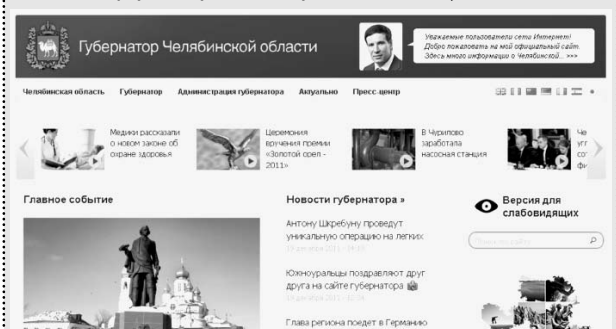 Губернатор Челябинской области
Уважаемые пользователи сети Интернет!
Добро пожаловать на мой официальный сайт.
Здесь много информации о Челябинской... »»
Челябинская область Губернатор Администрация губернатора Актуально Пресс-центр
Медики рассказали
о новом законе об
охране здоровья
Церемония
вручения премии
«Золотой орел -
2011»
В Чурилово
заработала
насосная станция
Че
Главное событие
Новости губернатора »
Антону Шкребуну проведут
уникальную операцию на легких
Южноуральцы поздравляют друг
друга на сайте губернатора
Глава региона поедет в Германию
Версия для
слабовидящих